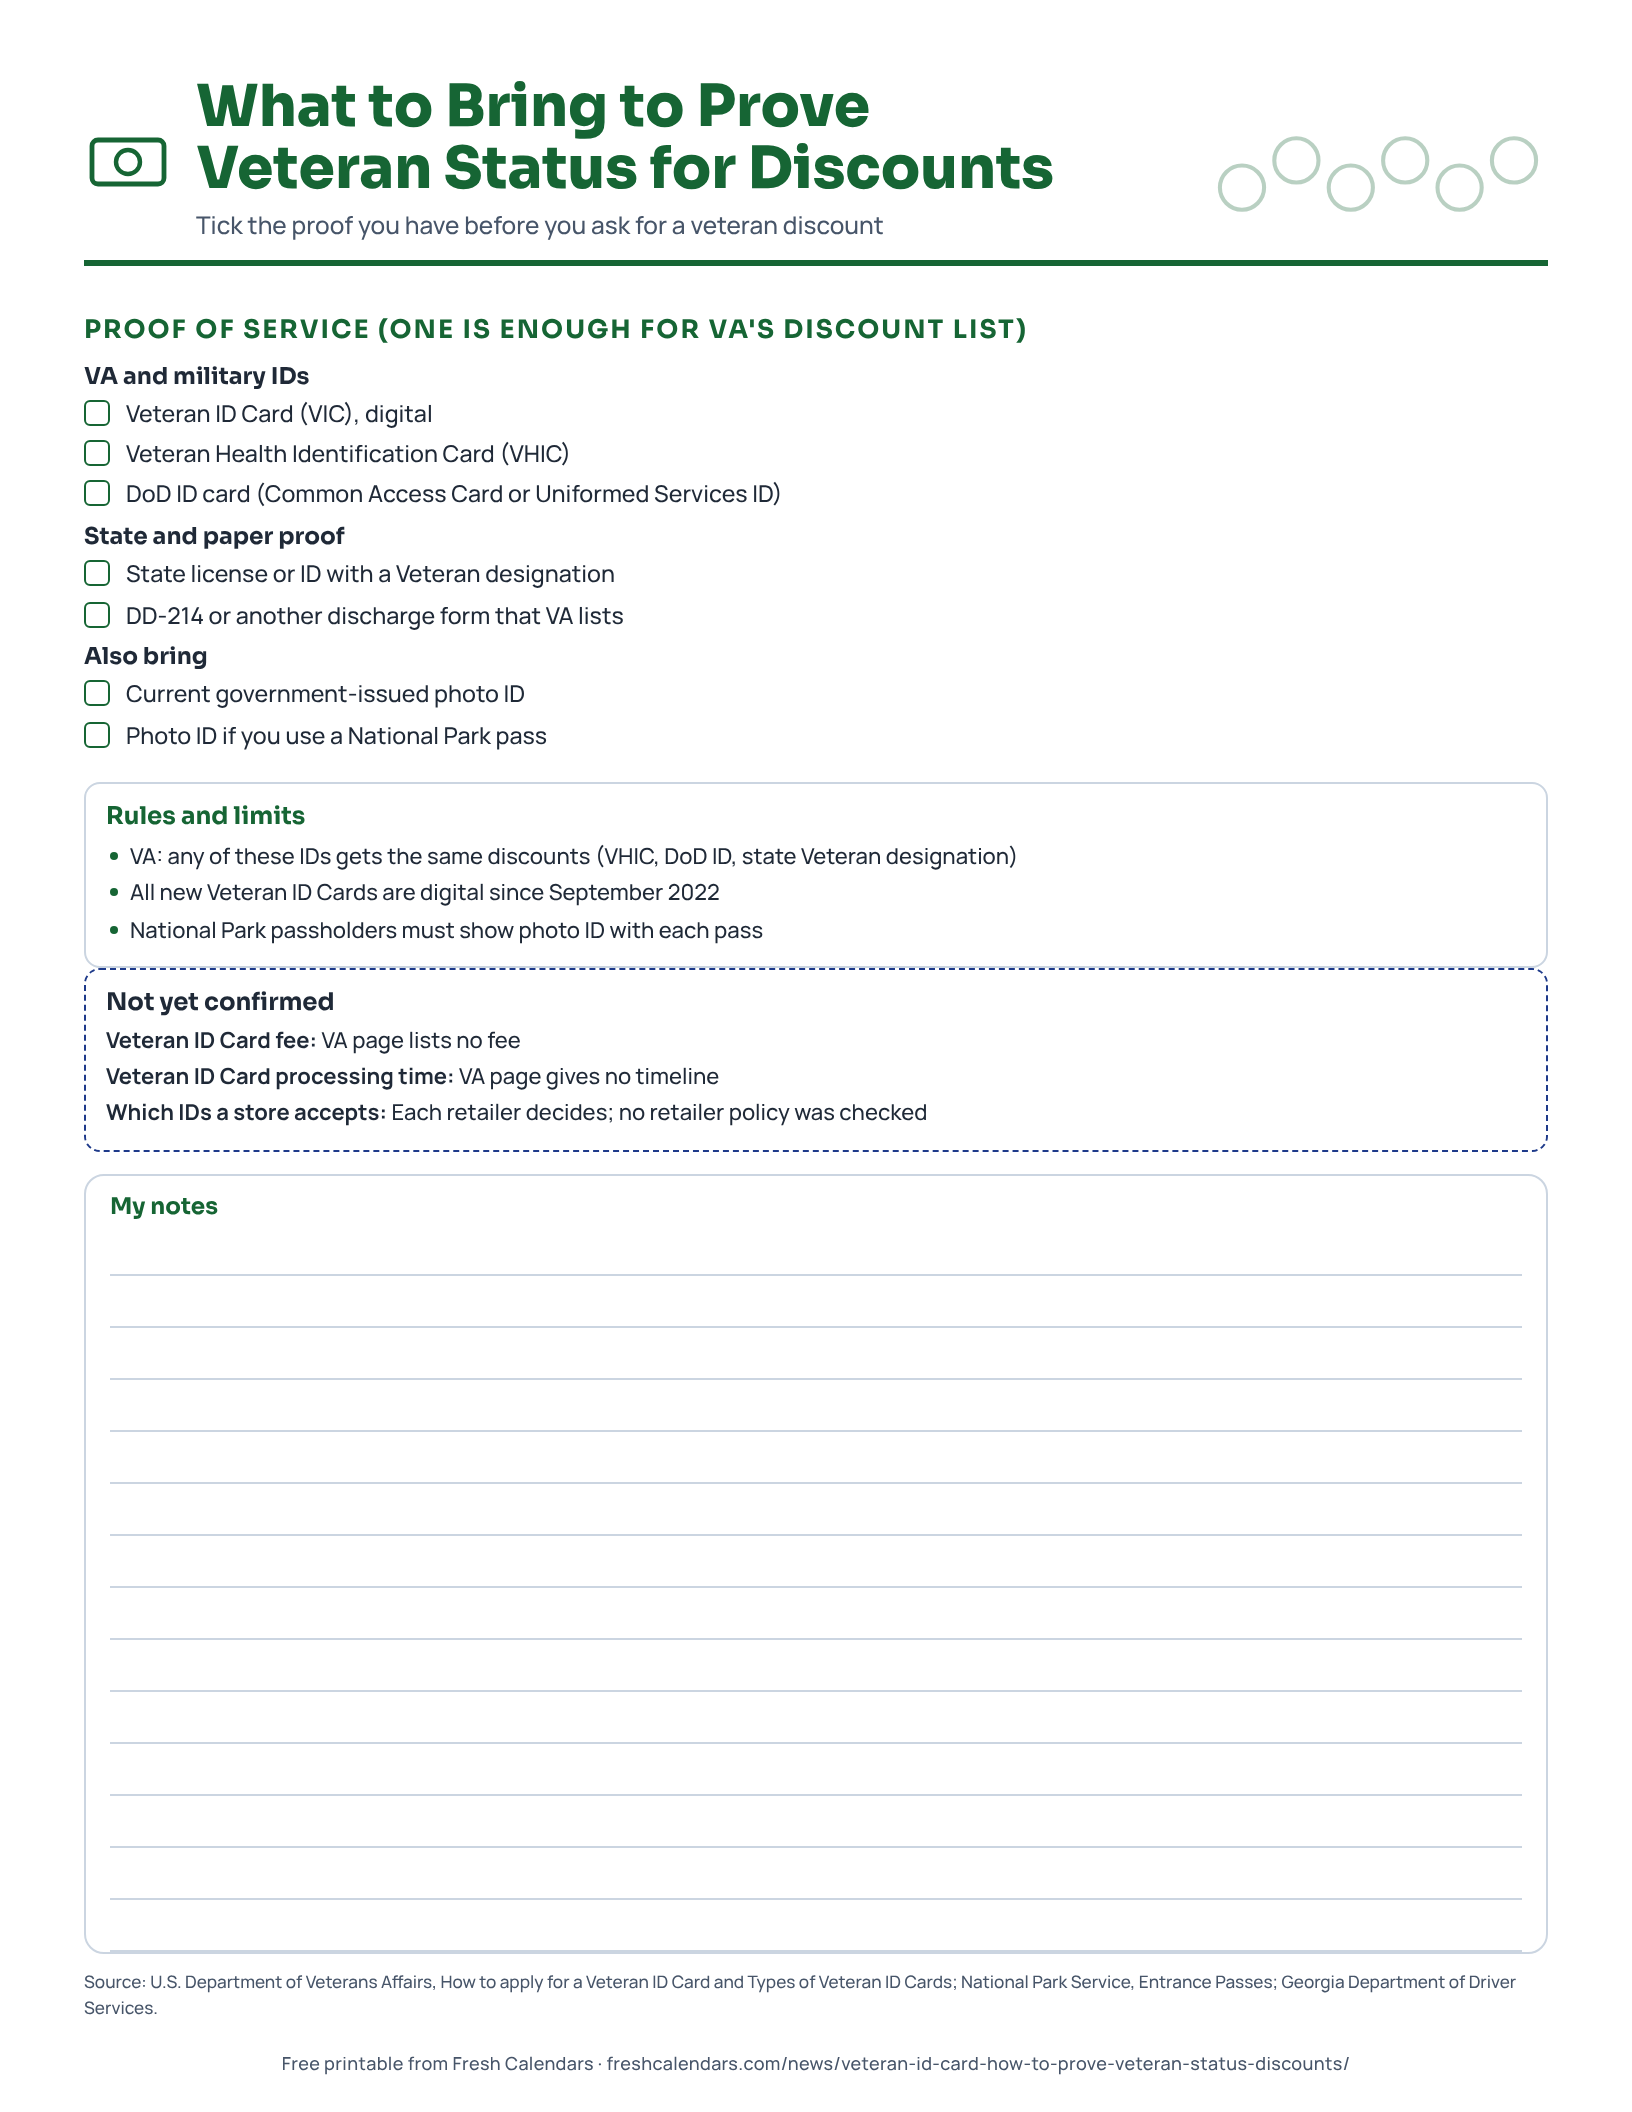 What to Bring to Prove
Veteran Status for Discounts
Tick the proof you have before you ask for a veteran discount
PROOF OF SERVICE (ONE IS ENOUGH FOR VA'S DISCOUNT LIST)
VA and military IDs
Veteran ID Card (VIC), digital
Veteran Health Identification Card (VHIC)
DoD ID card (Common Access Card or Uniformed Services ID)
State and paper proof
State license or ID with a Veteran designation
DD-214 or another discharge form that VA lists
Also bring
Current government-issued photo ID
Photo ID if you use a National Park pass
Rules and limits
• VA: any of these IDs gets the same discounts (VHIC, DoD ID, state Veteran designation)
• All new Veteran ID Cards are digital since September 2022
• National Park passholders must show photo ID with each pass
Not yet confirmed
Veteran ID Card fee: VA page lists no fee
Veteran ID Card processing time: VA page gives no timeline
Which IDs a store accepts: Each retailer decides; no retailer policy was checked
My notes
Source: U.S. Department of Veterans Affairs, How to apply for a Veteran ID Card and Types of Veteran ID Cards; National Park Service, Entrance Passes; Georgia Department of Driver
Services.
Free printable from Fresh Calendars · freshcalendars.com/news/veteran-id-card-how-to-prove-veteran-status-discounts/